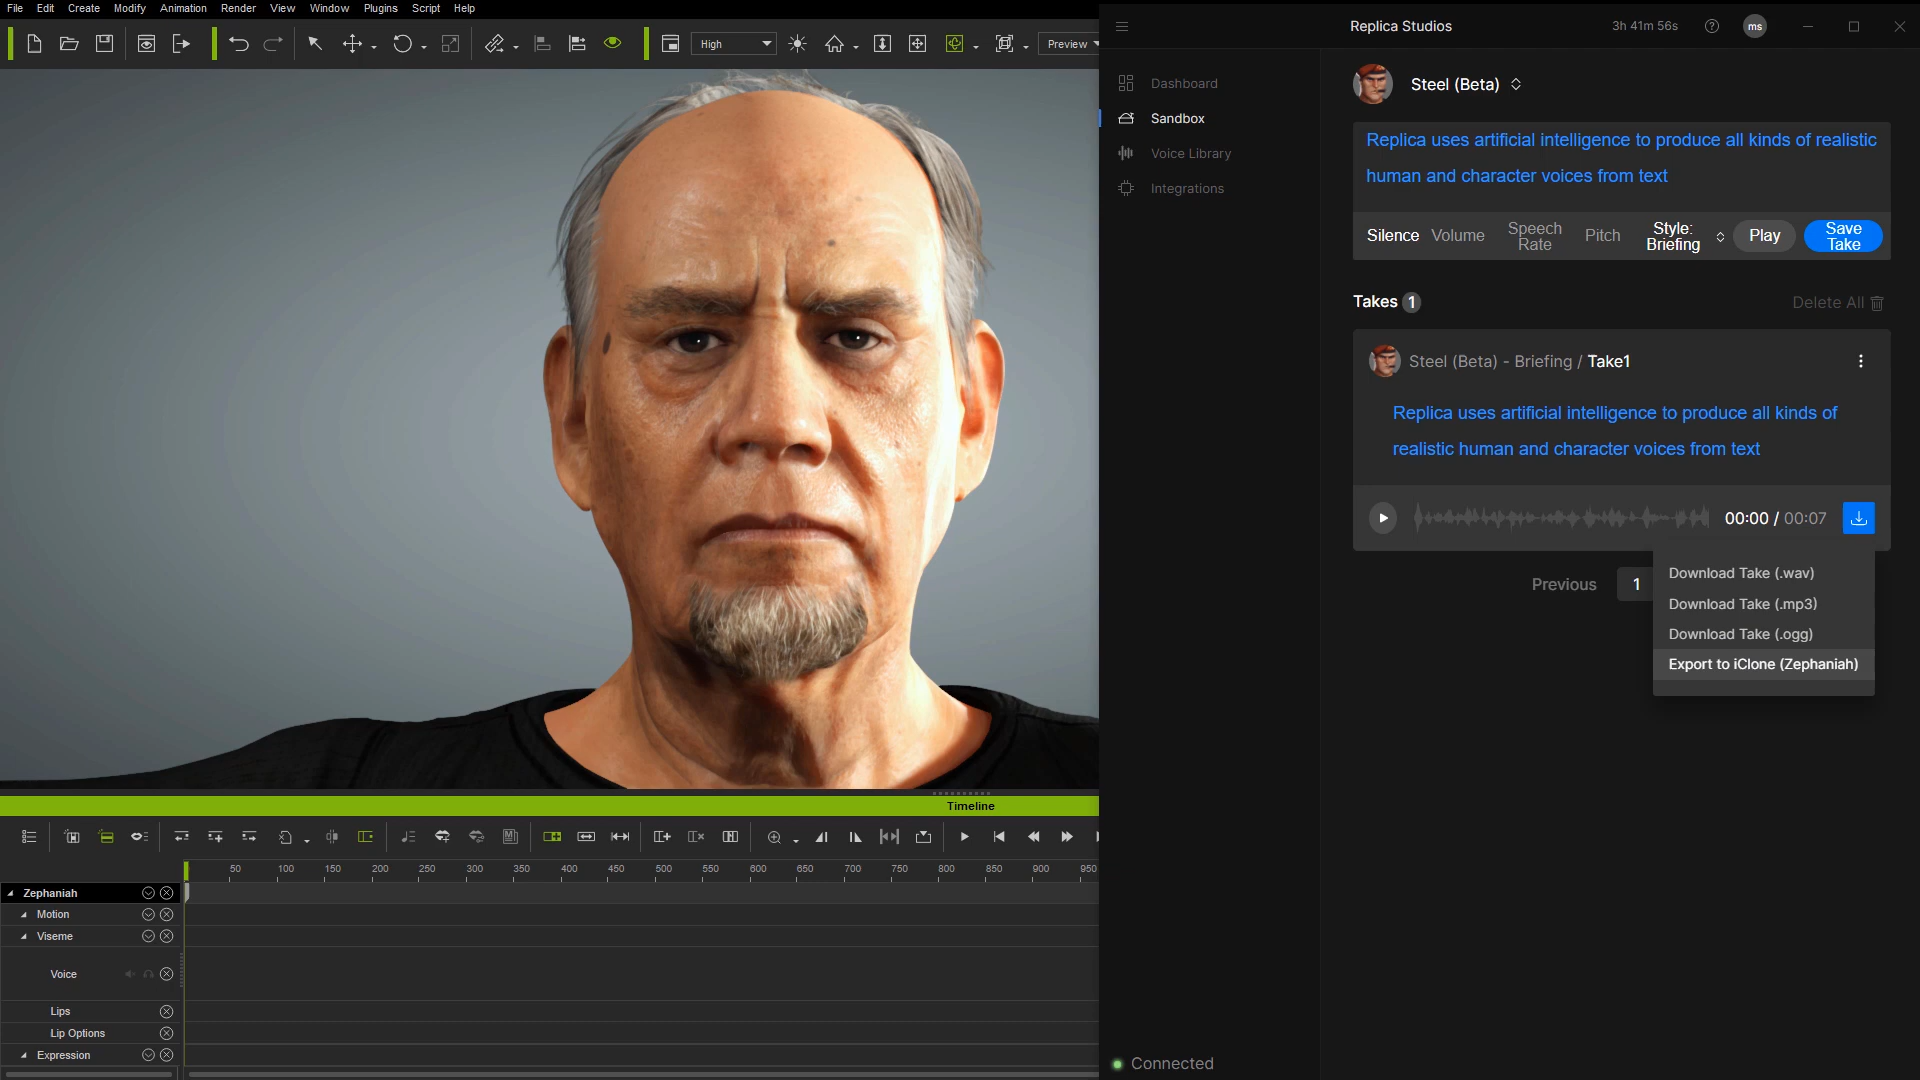 File Edit Create Modify Animation Render View Window Plugins Script Help
High
Preview
Replica Studios
3h 41m 56s
ms
Dashboard
Sandbox
Voice Library
Integrations
Steel (Beta)
Replica uses artificial intelligence to produce all kinds of realistic
human and character voices from text
Silence Volume Speech Rate Pitch Style: Briefing Play Save Take
Takes 1
Delete All
Steel (Beta) - Briefing / Take1
Replica uses artificial intelligence to produce all kinds of
realistic human and character voices from text
00:00 / 00:07
Previous 1
Download Take (.wav)
Download Take (.mp3)
Download Take (.ogg)
Export to iClone (Zephaniah)
Timeline
50 100 150 200 250 300 350 400 450 500 550 600 650 700 750 800 850 900 950
Zephaniah
Motion
Viseme
Voice
Lips
Lip Options
Expression
Connected